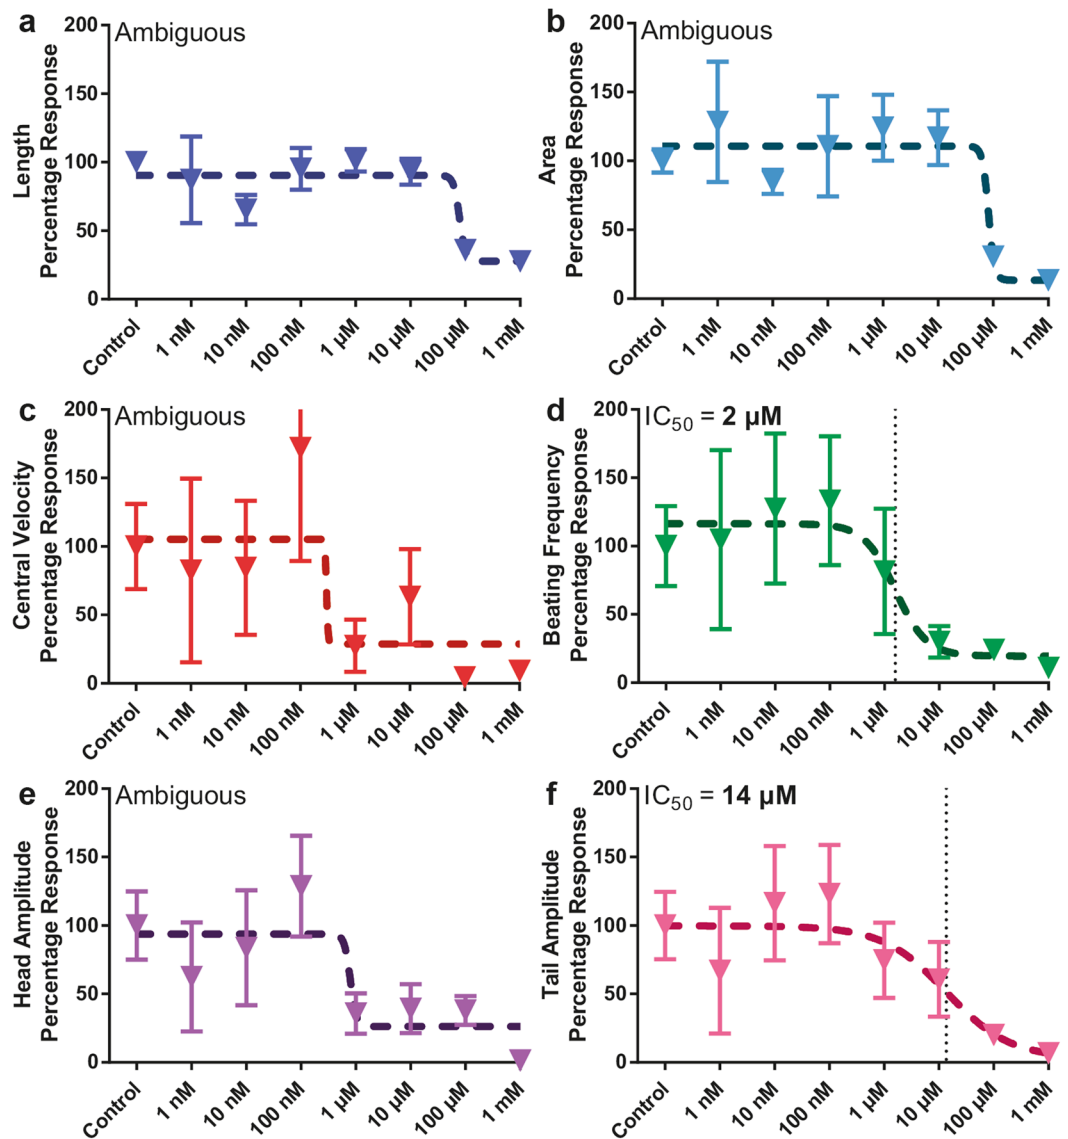 a
Ambiguous
Length
Percentage Response
200
150
100
50
0
Control
1 nM
10 nM
100 nM
1 µM
10 µM
100 µM
1 mM
b
Ambiguous
Area
Percentage Response
200
150
100
50
0
Control
1 nM
10 nM
100 nM
1 µM
10 µM
100 µM
1 mM
c
Ambiguous
Central Velocity
Percentage Response
200
150
100
50
0
Control
1 nM
10 nM
100 nM
1 µM
10 µM
100 µM
1 mM
d
IC50 = 2 µM
Beating Frequency
Percentage Response
200
150
100
50
0
Control
1 nM
10 nM
100 nM
1 µM
10 µM
100 µM
1 mM
e
Ambiguous
Head Amplitude
Percentage Response
200
150
100
50
0
Control
1 nM
10 nM
100 nM
1 µM
10 µM
100 µM
1 mM
f
IC50 = 14 µM
Tail Amplitude
Percentage Response
200
150
100
50
0
Control
1 nM
10 nM
100 nM
1 µM
10 µM
100 µM
1 mM